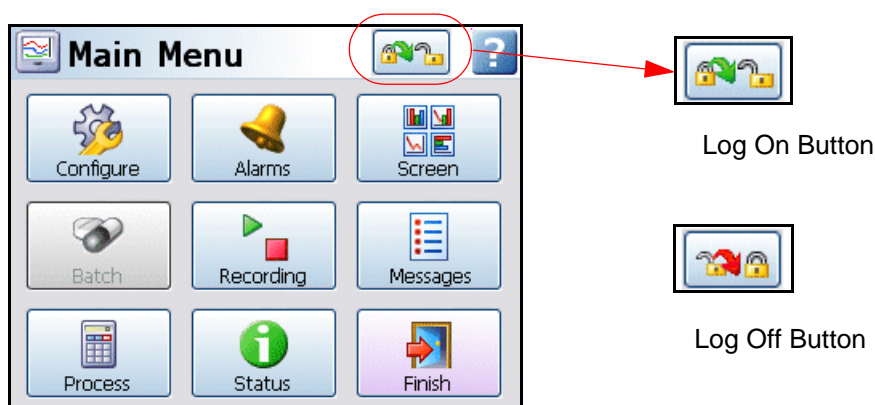 Main Menu
?
Configure
Alarms
Screen
Batch
Recording
Messages
Process
Status
Finish
Log On Button
Log Off Button